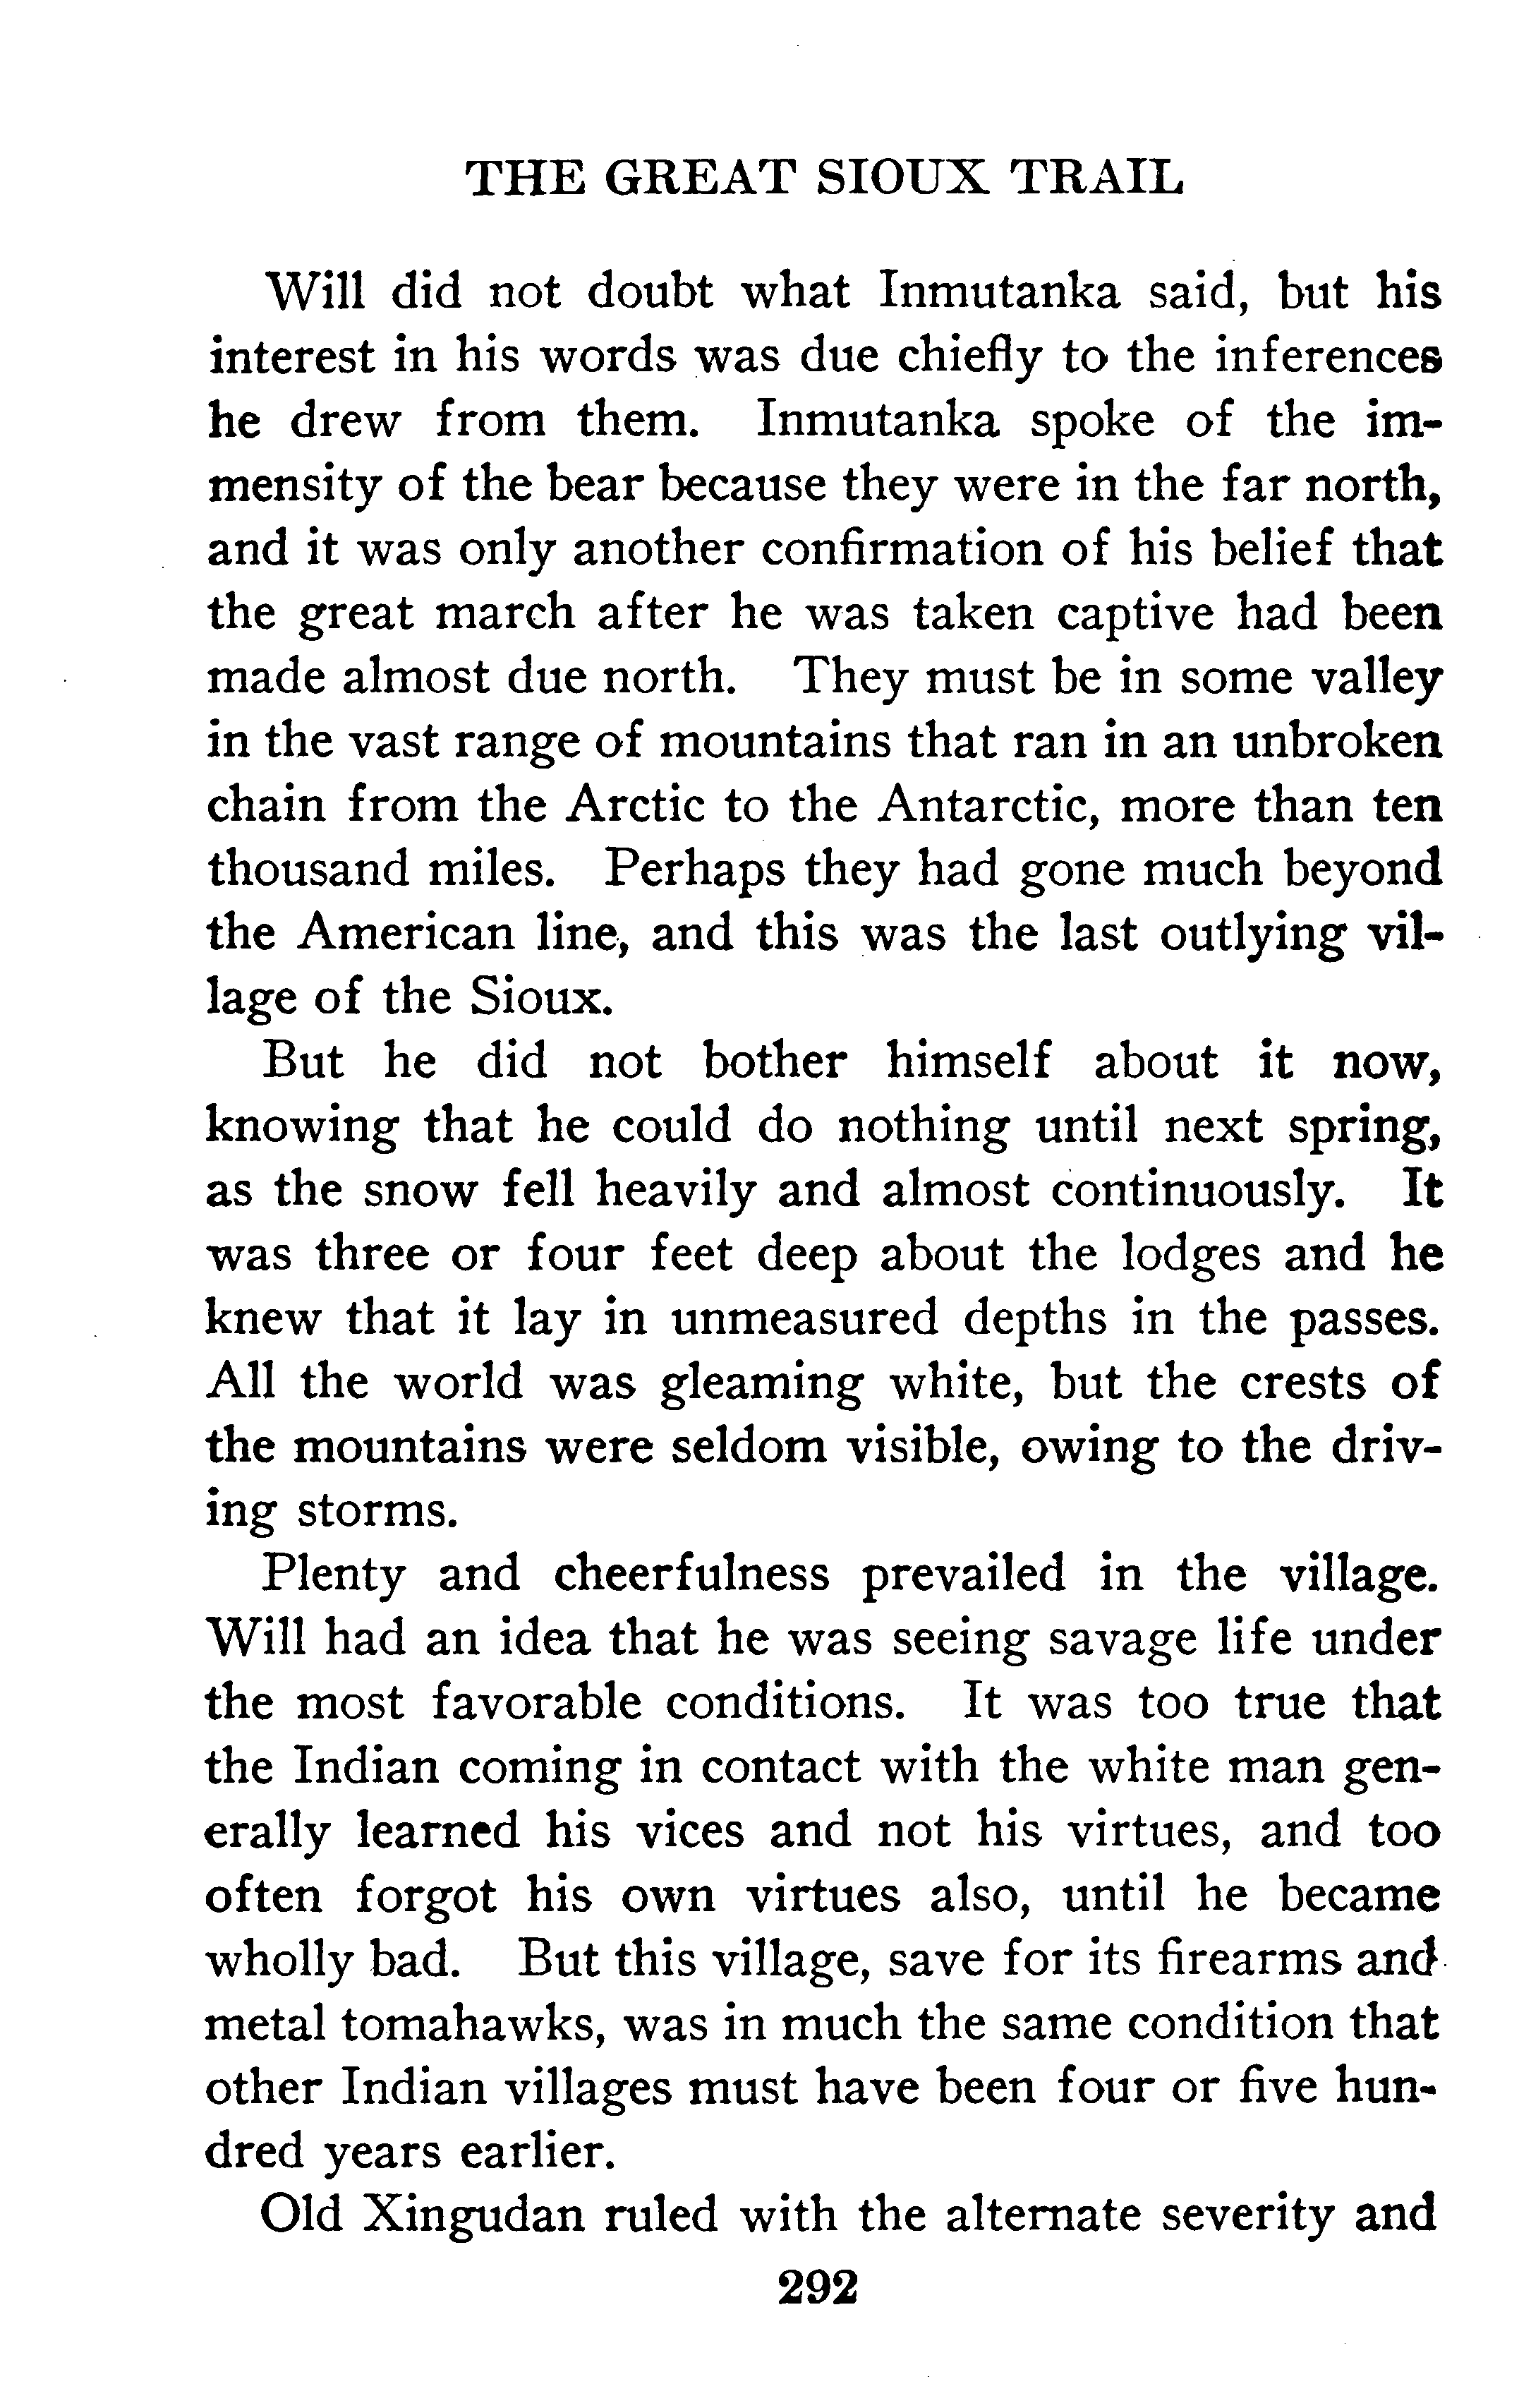 THE GREAT SIOUX TRAIL
Will did not doubt what Inmutanka said, but his
interest in his words was due chiefly to the inferences
he drew from them. Inmutanka spoke of the im-
mensity of the bear because they were in the far north,
and it was only another confirmation of his belief that
the great march after he was taken captive had been
made almost due north. They must be in some valley
in the vast range of mountains that ran in an unbroken
chain from the Arctic to the Antarctic, more than ten
thousand miles. Perhaps they had gone much beyond
the American line, and this was the last outlying vil-
lage of the Sioux.
But he did not bother himself about it now,
knowing that he could do nothing until next spring,
as the snow fell heavily and almost continuously. It
was three or four feet deep about the lodges and he
knew that it lay in unmeasured depths in the passes.
All the world was gleaming white, but the crests of
the mountains were seldom visible, owing to the driv-
ing storms.
Plenty and cheerfulness prevailed in the village.
Will had an idea that he was seeing savage life under
the most favorable conditions. It was too true that
the Indian coming in contact with the white man gen-
erally learned his vices and not his virtues, and too
often forgot his own virtues also, until he became
wholly bad. But this village, save for its firearms and
metal tomahawks, was in much the same condition that
other Indian villages must have been four or five hun-
dred years earlier.
Old Xingudan ruled with the alternate severity and
292